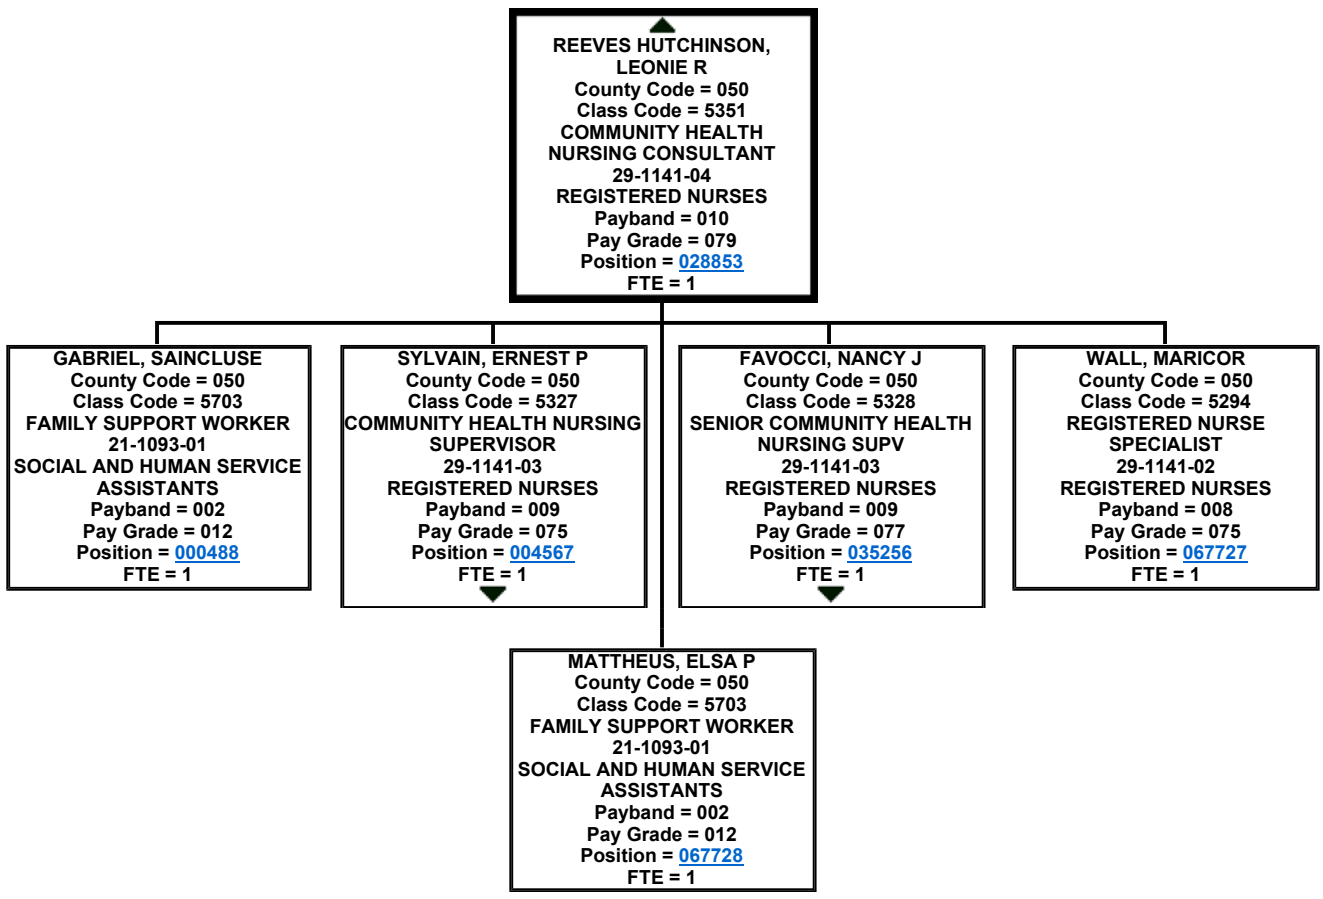 REEVES HUTCHINSON,
LEONIE R
County Code = 050
Class Code = 5351
COMMUNITY HEALTH
NURSING CONSULTANT
29-1141-04
REGISTERED NURSES
Payband = 010
Pay Grade = 079
Position = 028853
FTE = 1
GABRIEL, SAINCLUSE
County Code = 050
Class Code = 5703
FAMILY SUPPORT WORKER
21-1093-01
SOCIAL AND HUMAN SERVICE
ASSISTANTS
Payband = 002
Pay Grade = 012
Position = 000488
FTE = 1
SYLVAIN, ERNEST P
County Code = 050
Class Code = 5327
COMMUNITY HEALTH NURSING
SUPERVISOR
29-1141-03
REGISTERED NURSES
Payband = 009
Pay Grade = 075
Position = 004567
FTE = 1
FAVOCCI, NANCY J
County Code = 050
Class Code = 5328
SENIOR COMMUNITY HEALTH
NURSING SUPV
29-1141-03
REGISTERED NURSES
Payband = 009
Pay Grade = 077
Position = 035256
FTE = 1
WALL, MARICOR
County Code = 050
Class Code = 5294
REGISTERED NURSE
SPECIALIST
29-1141-02
REGISTERED NURSES
Payband = 008
Pay Grade = 075
Position = 067727
FTE = 1
MATTHEUS, ELSA P
County Code = 050
Class Code = 5703
FAMILY SUPPORT WORKER
21-1093-01
SOCIAL AND HUMAN SERVICE
ASSISTANTS
Payband = 002
Pay Grade = 012
Position = 067728
FTE = 1